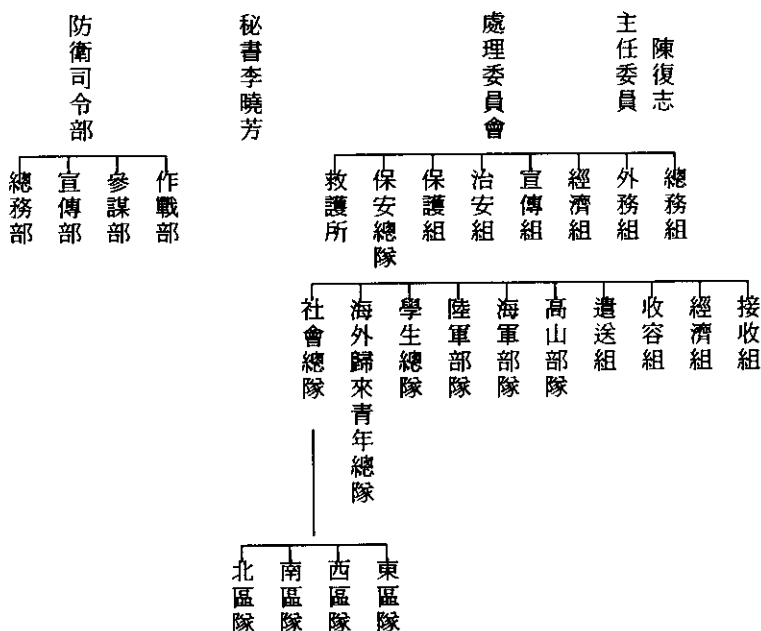 陳復志
主任委員
處理委員會
秘書李曉芳
防衛司令部
總務組
外務組
經濟組
宣傳組
治安組
保護組
保安總隊
救護所
作戰部
參謀部
宣傳部
總務部
接收組
經濟組
收容組
遣送組
高山部隊
海軍部隊
陸軍部隊
學生總隊
海外歸來青年總隊
社會總隊
東區隊
西區隊
南區隊
北區隊